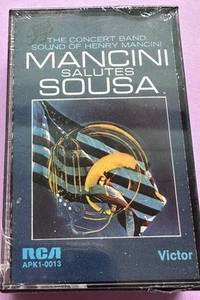 THE CONCERT BAND
SOUND OF HENRY MANCINI
MANCINI
SALUTES
SOUSA
RCA
Victor
APK1-0013